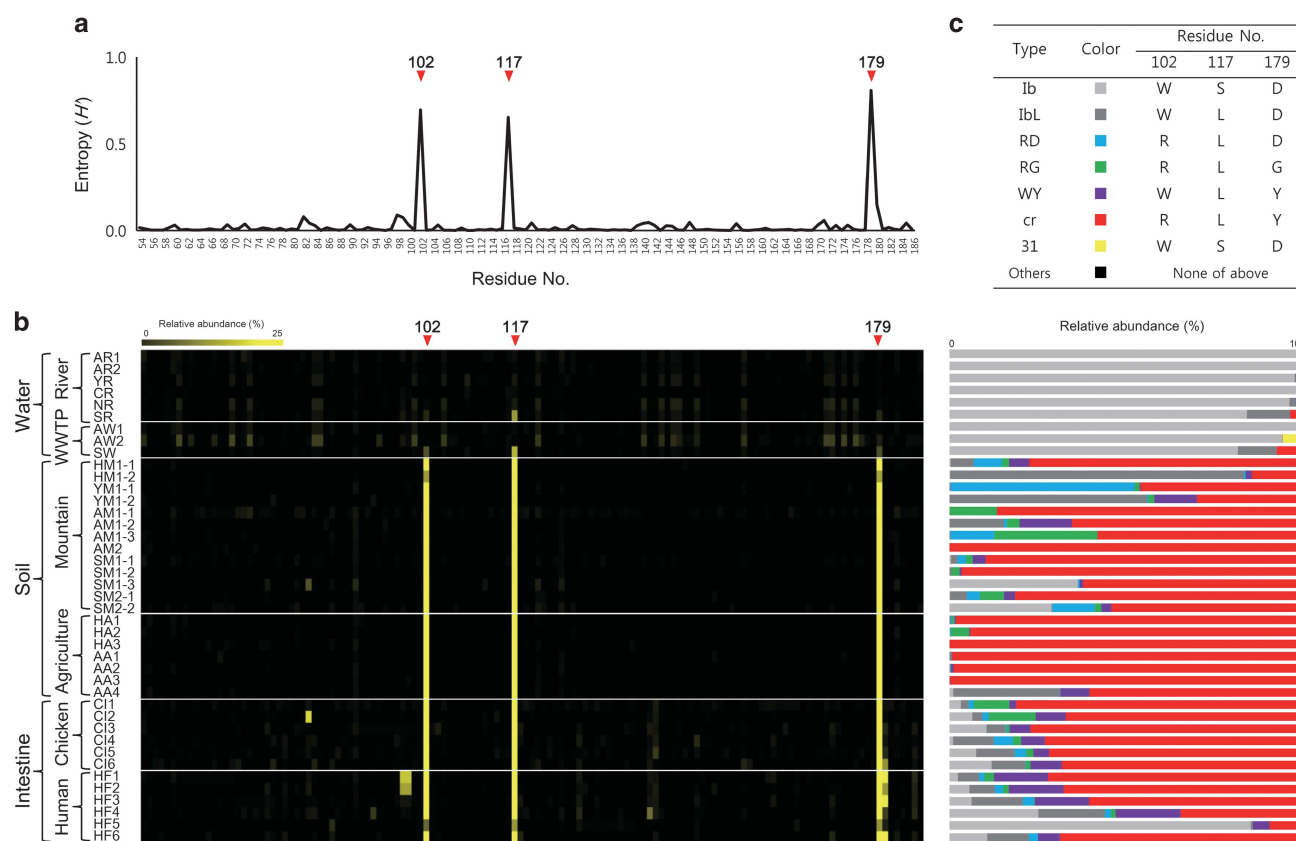 a
1.0
0.5
0.0
Entropy (H')
102
117
179
54 56 58 60 62 64 66 68 70 72 74 76 78 80 82 84 86 88 90 92 94 96 98 100 102 104 106 108 110 112 114 116 118 120 122 124 126 128 130 132 134 136 138 140 142 144 146 148 150 152 154 156 158 160 162 164 166 168 170 172 174 176 178 180 182 184 186
Residue No.
c
Type Color Residue No.
102 117 179
Ib W S D
IbL W L D
RD R L D
RG R L G
WY W L Y
cr R L Y
31 W S D
Others None of above
b
Relative abundance (%)
0 25
102
117
179
Water
River
WWTP
Soil
Mountain
Agriculture
Intestine
Chicken
Human
AR1
AR2
YR
CR
NR
SR
AW1
AW2
SW
HM1-1
HM1-2
YM1-1
YM1-2
AM1-1
AM1-2
AM1-3
AM2
SM1-1
SM1-2
SM1-3
SM2-1
SM2-2
HA1
HA2
HA3
AA1
AA2
AA3
AA4
CI1
CI2
CI3
CI4
CI5
CI6
HF1
HF2
HF3
HF4
HF5
HF6
Relative abundance (%)
0 10